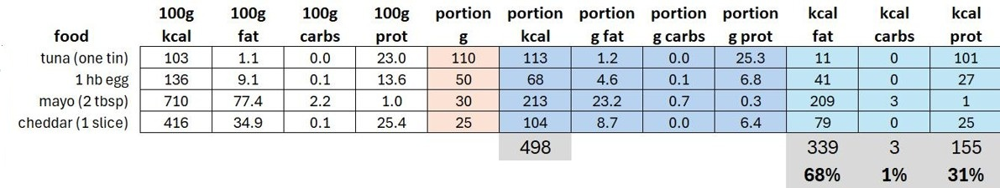 100g 100g 100g 100g portion portion portion portion portion kcal kcal kcal
food kcal fat carbs prot g kcal g fat g carbs g prot fat carbs prot
tuna (one tin) 103 1.1 0.0 23.0 110 113 1.2 0.0 25.3 11 0 101
1 hb egg 136 9.1 0.1 13.6 50 68 4.6 0.1 6.8 41 0 27
mayo (2 tbsp) 710 77.4 2.2 1.0 30 213 23.2 0.7 0.3 209 3 1
cheddar (1 slice) 416 34.9 0.1 25.4 25 104 8.7 0.0 6.4 79 0 25
498 339 3 155
68% 1% 31%